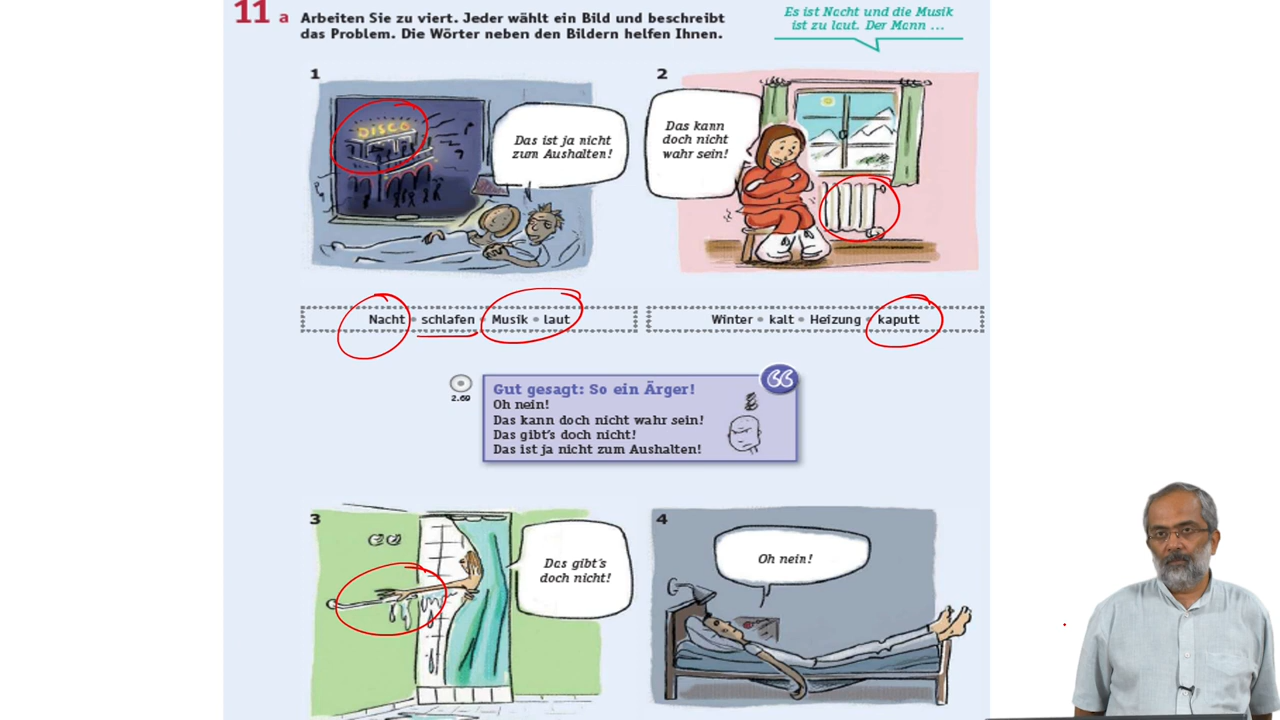 11 a Arbeiten Sie zu viert. Jeder wählt ein Bild und beschreibt
das Problem. Die Wörter neben den Bildern helfen Ihnen.
Es ist Nacht und die Musik
ist zu laut. Der Mann ...
1
DISCO
Das ist ja nicht
zum Aushalten!
2
Das kann
doch nicht
wahr sein!
Nacht • schlafen • Musik • laut
Winter • kalt • Heizung • kaputt
2.69
Gut gesagt: So ein Ärger!
Oh nein!
Das kann doch nicht wahr sein!
Das gibt's doch nicht!
Das ist ja nicht zum Aushalten!
3
Das gibt's
doch nicht!
4
Oh nein!